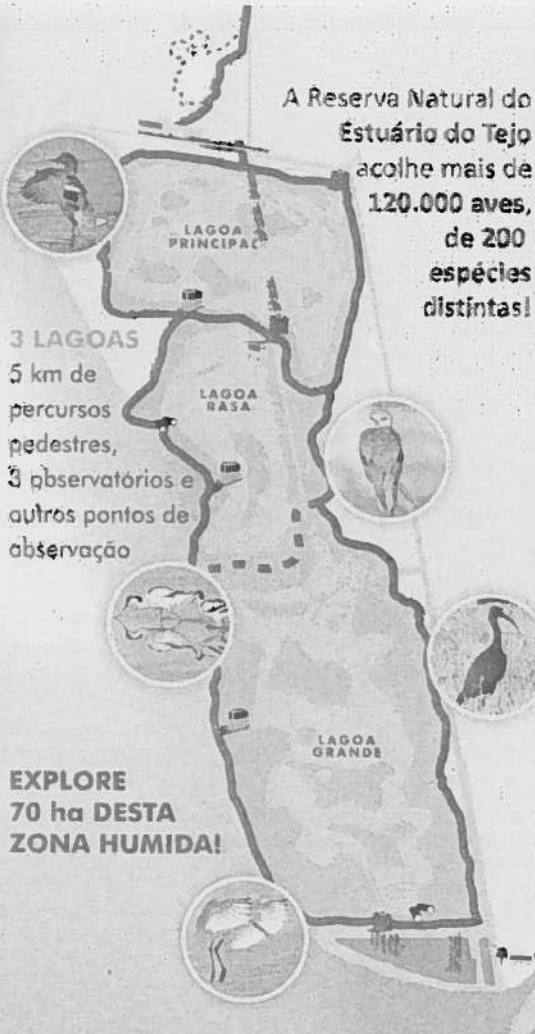 A Reserva Natural do
Estuário do Tejo
acolhe mais de
120.000 aves,
de 200
espécies
distintas!
LAGOA
PRINCIPAL
3 LAGOAS
5 km de
percursos
pedestres,
3 observatórios e
outros pontos de
observação
LAGOA
RASA
LAGOA
GRANDE
EXPLORE
70 ha DESTA
ZONA HUMIDA!